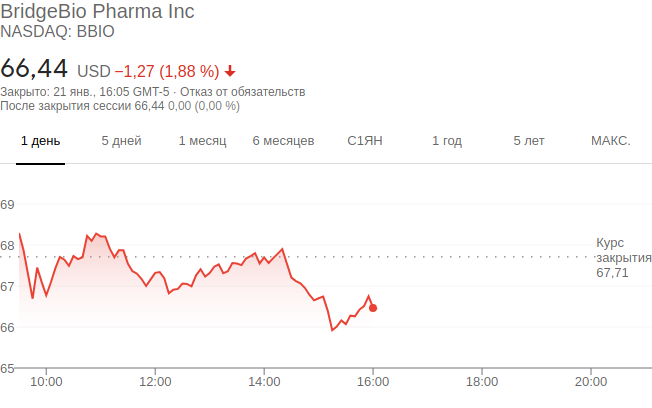 BridgeBio Pharma Inc
NASDAQ: BBIO
66,44 USD −1,27 (1,88 %)
Закрыто: 21 янв., 16:05 GMT-5 · Отказ от обязательств
После закрытия сессии 66,44 0,00 (0,00 %)
1 день 5 дней 1 месяц 6 месяцев С1ЯН 1 год 5 лет МАКС.
69
68
Курс
закрытия
67,71
67
66
65
10:00 12:00 14:00 16:00 18:00 20:00